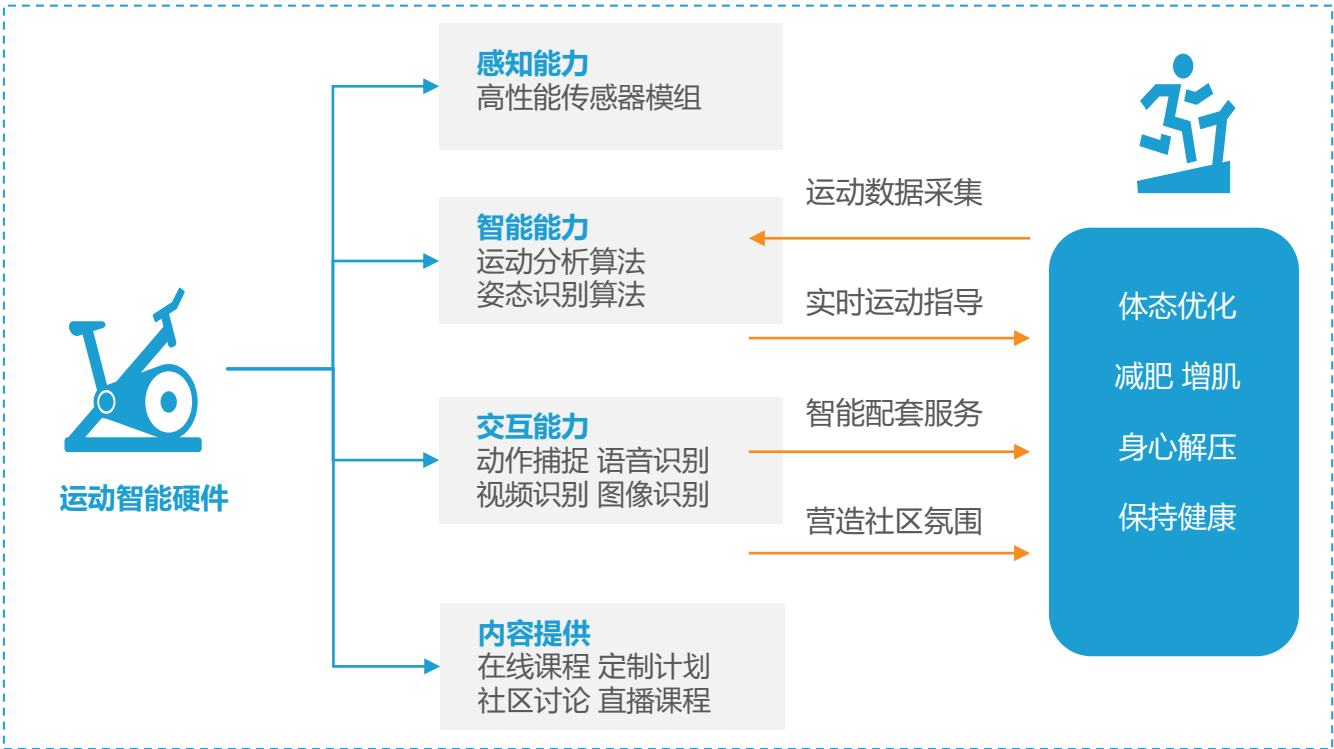 感知能力
高性能传感器模组
智能能力
运动分析算法
姿态识别算法
交互能力
动作捕捉 语音识别
视频识别 图像识别
内容提供
在线课程 定制计划
社区讨论 直播课程
运动智能硬件
运动数据采集
实时运动指导
智能配套服务
营造社区氛围
体态优化
减肥 增肌
身心解压
保持健康